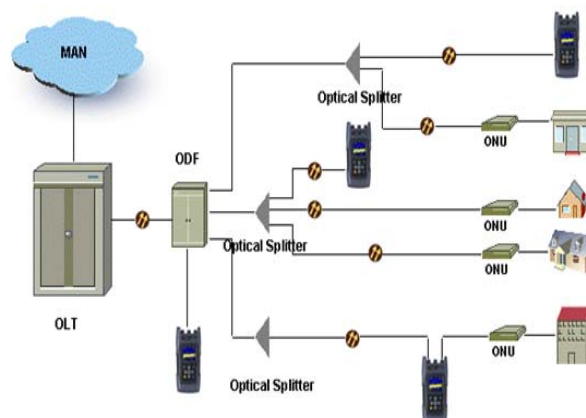 MAN
Optical Splitter
ONU
ODF
ONU
Optical Splitter
ONU
OLT
ONU
Optical Splitter